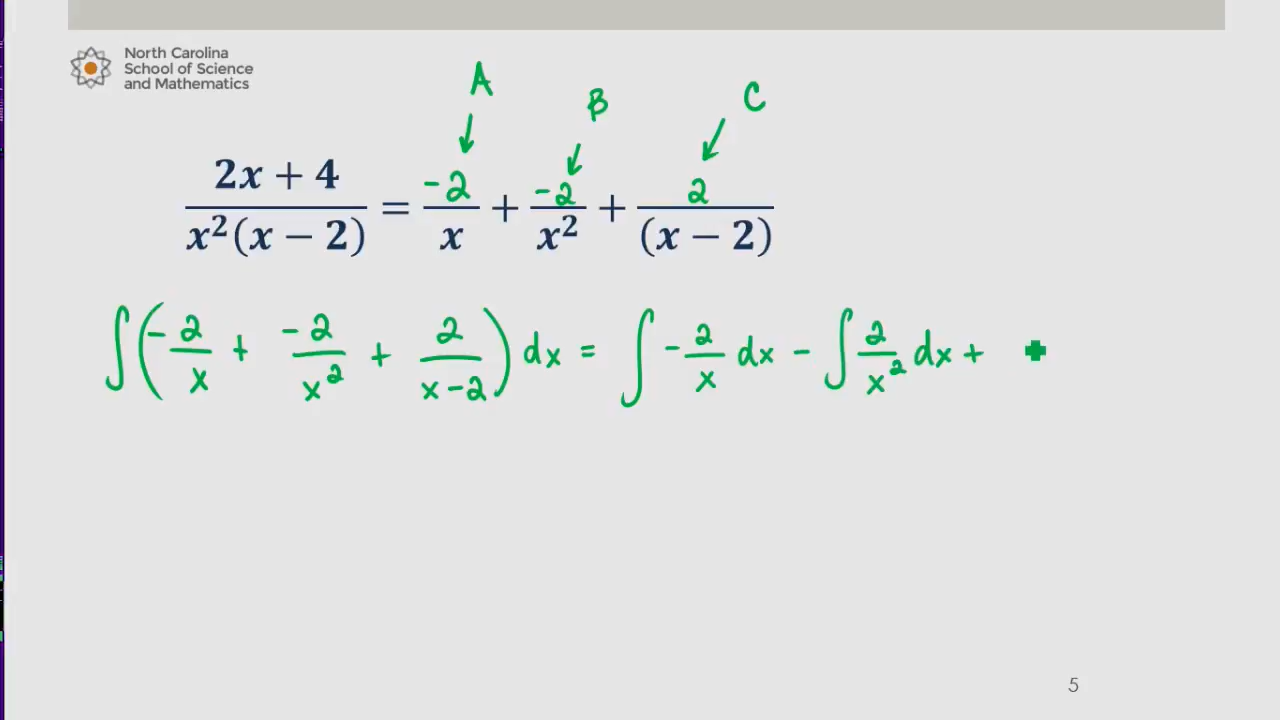 North Carolina
School of Science
and Mathematics
A B C
2x + 4 / x²(x − 2) = -2 / x + -2 / x² + 2 / (x − 2)
∫(-2/x + -2/x² + 2/x-2) dx = ∫ -2/x dx - ∫ 2/x² dx +
5